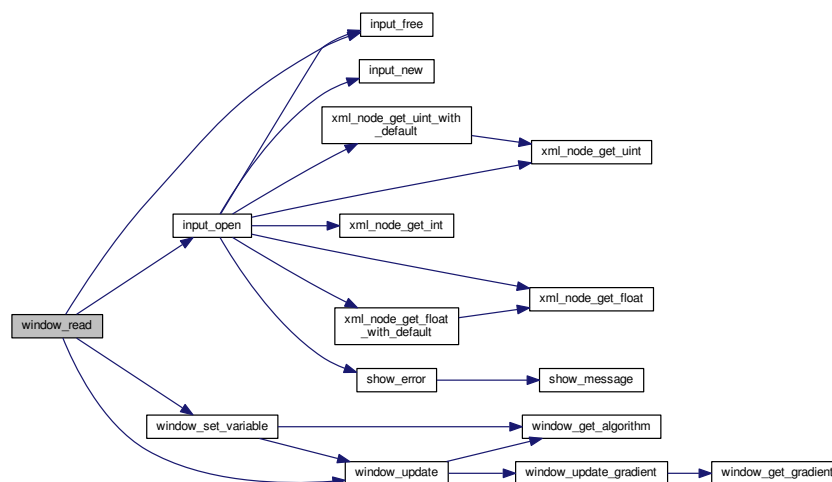 input_free
input_new
xml_node_get_uint_with
_default
xml_node_get_uint
input_open
xml_node_get_int
xml_node_get_float
xml_node_get_float
_with_default
window_read
show_error
show_message
window_set_variable
window_get_algorithm
window_update
window_update_gradient
window_get_gradient